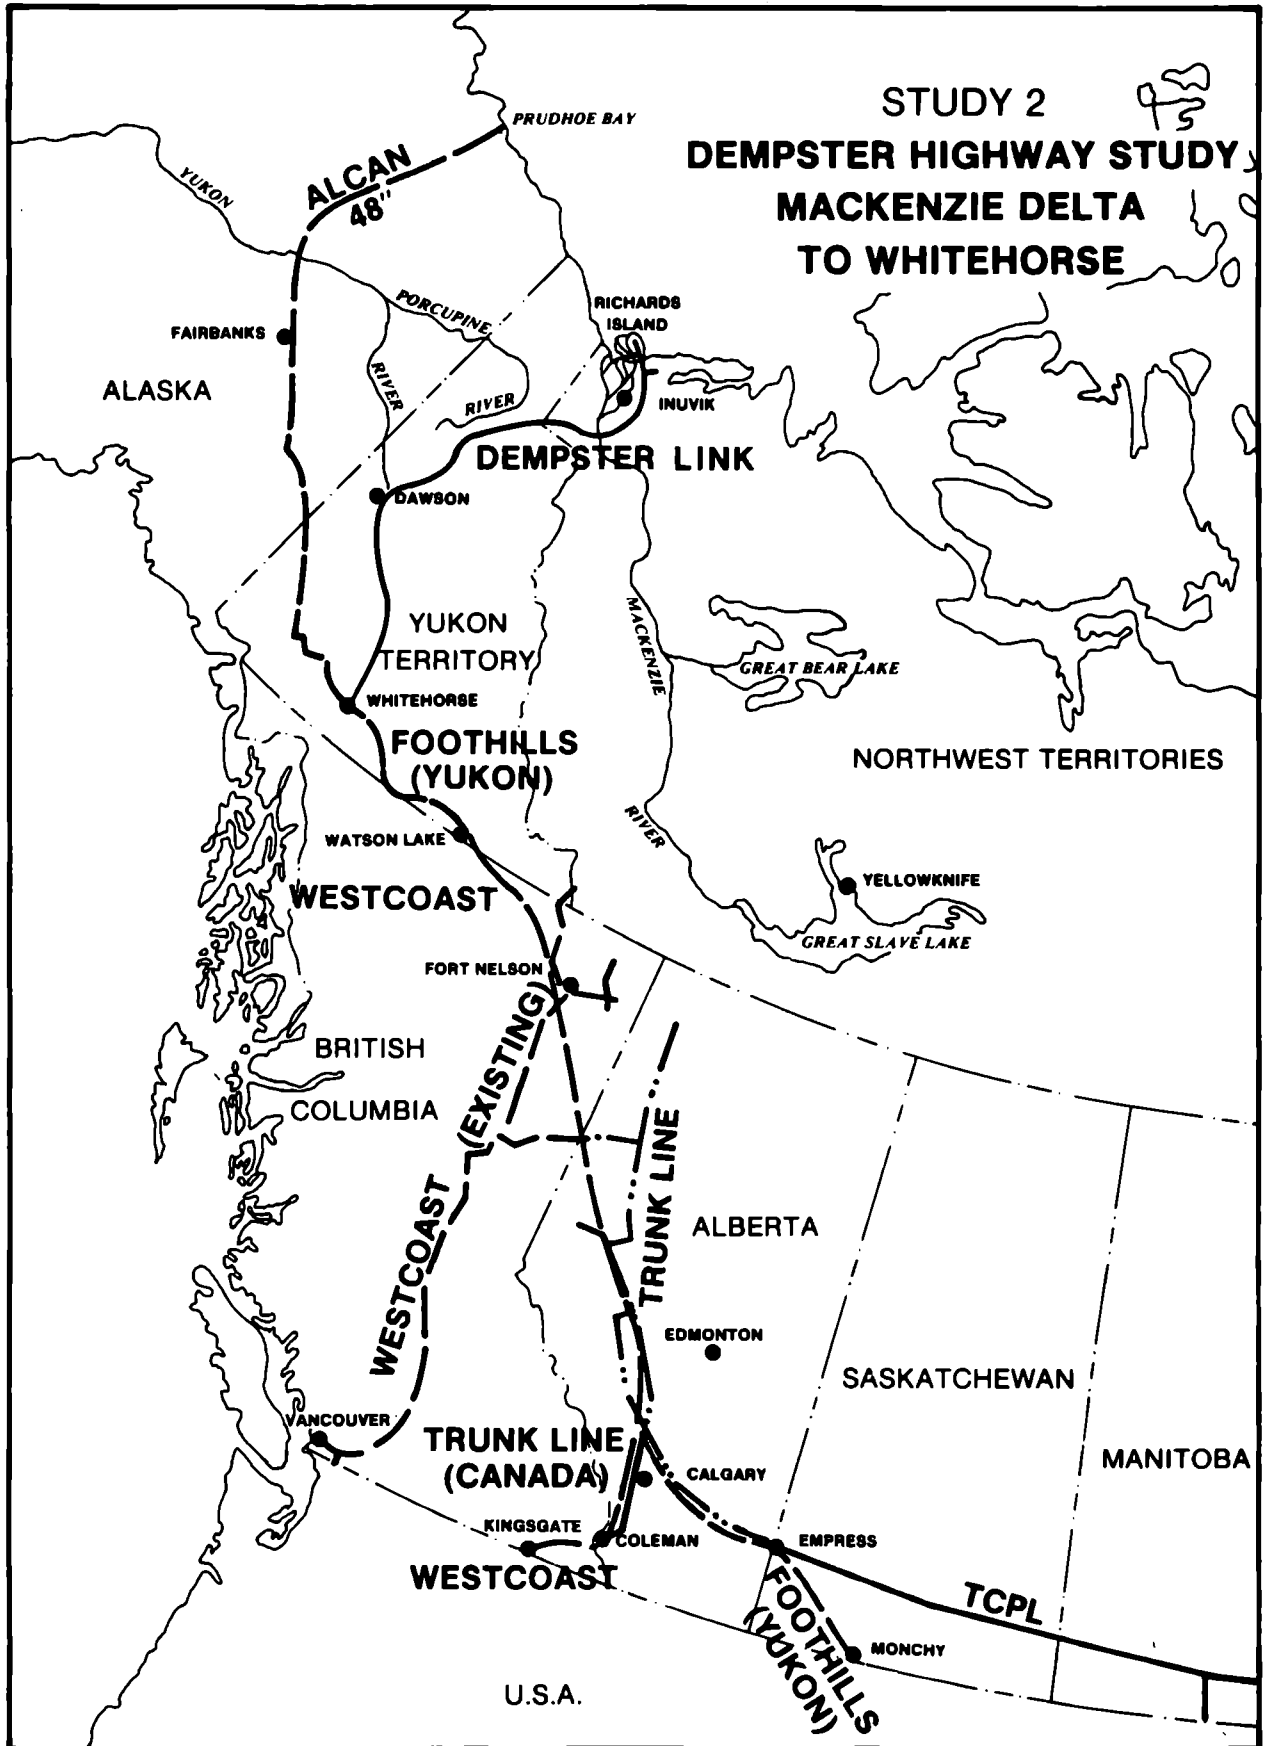 STUDY 2
DEMPSTER HIGHWAY STUDY
MACKENZIE DELTA
TO WHITEHORSE
PRUDHOE BAY
ALCAN
48"
YUKON
PORCUPINE
RIVER
RIVER
RICHARDS
ISLAND
FAIRBANKS
ALASKA
INUVIK
DEMPSTER LINK
DAWSON
YUKON
TERRITORY
MACKENZIE
RIVER
GREAT BEAR LAKE
WHITEHORSE
FOOTHILLS
(YUKON)
NORTHWEST TERRITORIES
WATSON LAKE
WESTCOAST
YELLOWKNIFE
GREAT SLAVE LAKE
FORT NELSON
BRITISH
COLUMBIA
WESTCOAST (EXISTING)
TRUNK LINE
ALBERTA
EDMONTON
SASKATCHEWAN
MANITOBA
VANCOUVER
TRUNK LINE
(CANADA)
CALGARY
KINGSGATE
COLEMAN
WESTCOAST
EMPRESS
TCPL
FOOTHILLS
(YUKON)
MONCHY
U.S.A.